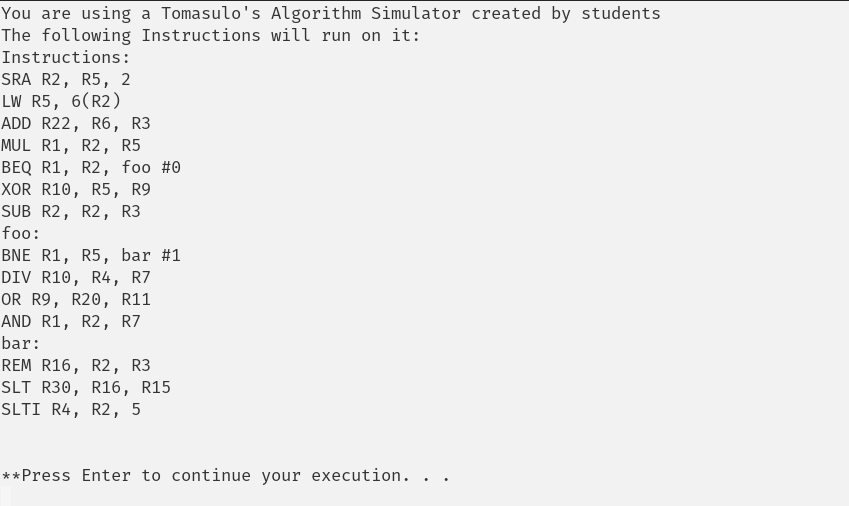 You are using a Tomasulo's Algorithm Simulator created by students
The following Instructions will run on it:
Instructions:
SRA R2, R5, 2
LW R5, 6(R2)
ADD R22, R6, R3
MUL R1, R2, R5
BEQ R1, R2, foo #0
XOR R10, R5, R9
SUB R2, R2, R3
foo:
BNE R1, R5, bar #1
DIV R10, R4, R7
OR R9, R20, R11
AND R1, R2, R7
bar:
REM R16, R2, R3
SLT R30, R16, R15
SLTI R4, R2, 5
**Press Enter to continue your execution. . .